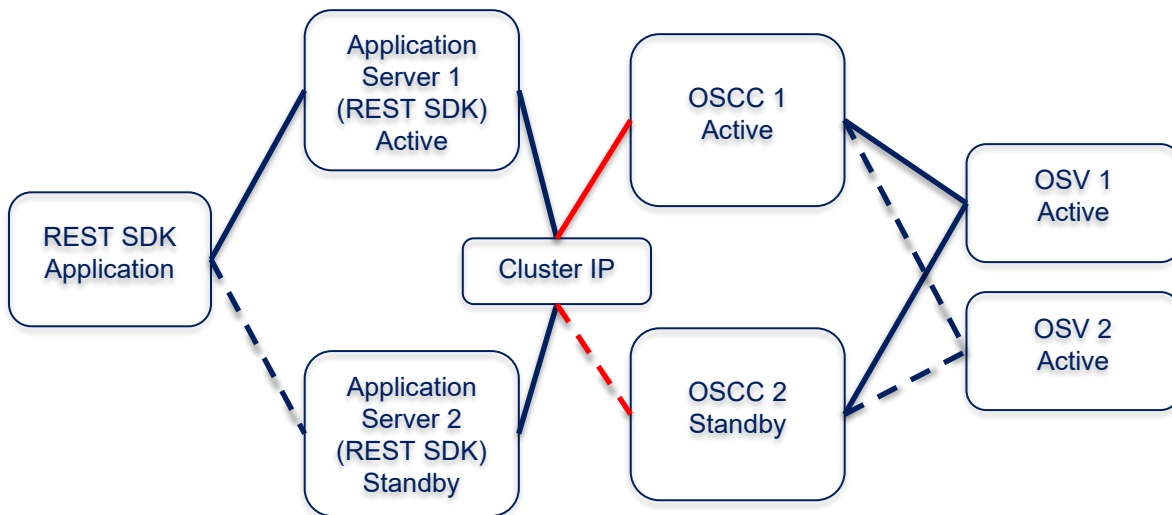 REST SDK
Application
Application
Server 1
(REST SDK)
Active
Application
Server 2
(REST SDK)
Standby
Cluster IP
OSCC 1
Active
OSCC 2
Standby
OSV 1
Active
OSV 2
Active